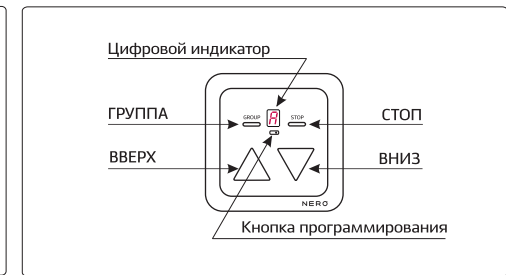 Цифровой индикатор
ГРУППА
GROUP
A
STOP
СТОП
ВВЕРХ
ВНИЗ
NERO
Кнопка программирования